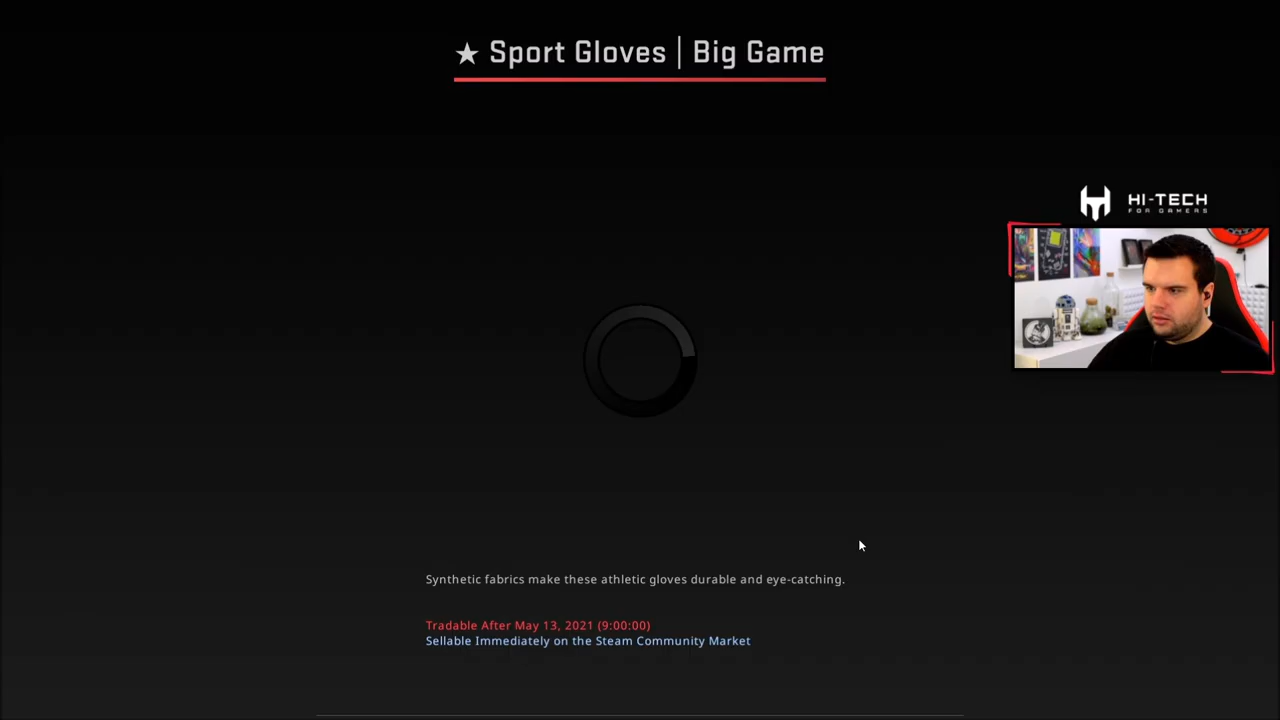 ★ Sport Gloves | Big Game
HI-TECH
FOR GAMERS
Synthetic fabrics make these athletic gloves durable and eye-catching.
Tradable After May 13, 2021 (9:00:00)
Sellable Immediately on the Steam Community Market